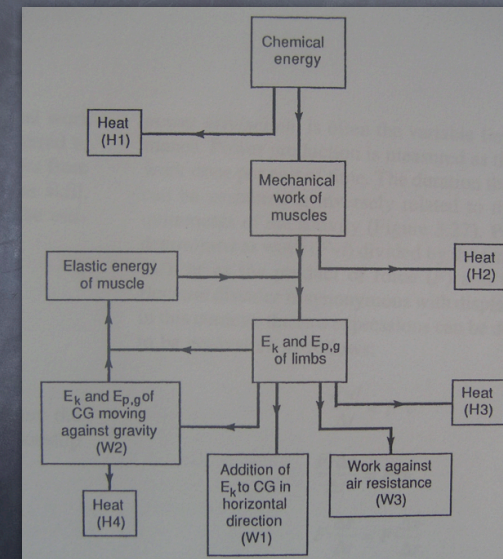 Chemical
energy
Heat
(H1)
Mechanical
work of
muscles
Heat
(H2)
Elastic energy
of muscle
Ek and Ep,g
of limbs
Heat
(H3)
Ek and Ep,g of
CG moving
against gravity
(W2)
Addition of
Ek to CG in
horizontal
direction
(W1)
Work against
air resistance
(W3)
Heat
(H4)